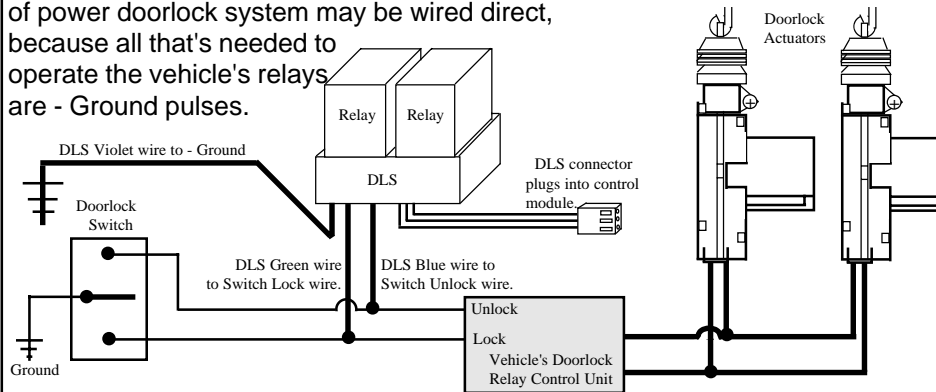 of power doorlock system may be wired direct,
because all that's needed to
operate the vehicle's relays
are - Ground pulses.
Doorlock
Actuators
Relay
Relay
DLS
DLS Violet wire to - Ground
DLS connector
plugs into control
module.
Doorlock
Switch
DLS Green wire
to Switch Lock wire.
DLS Blue wire to
Switch Unlock wire.
Unlock
Lock
Vehicle's Doorlock
Relay Control Unit
Ground